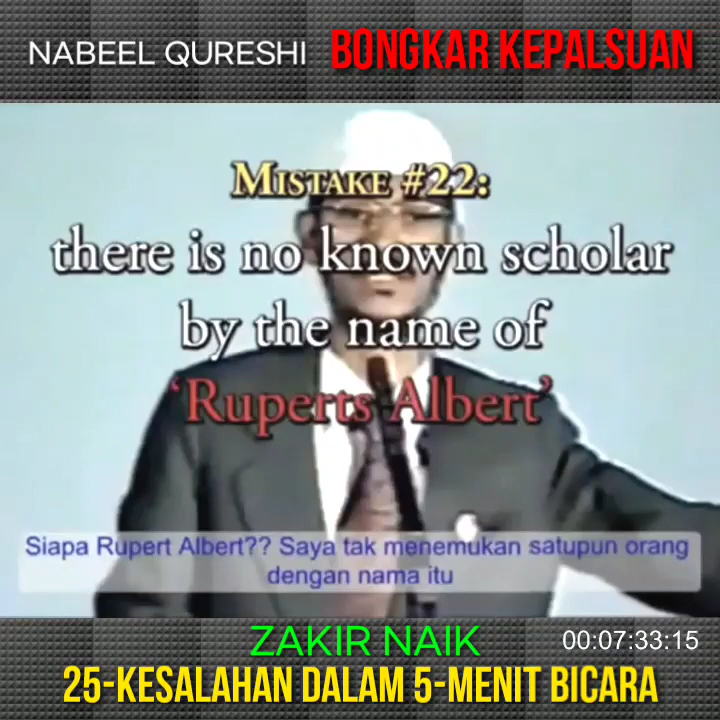 NABEEL QURESHI BONGKAR KEPALSUAN
MISTAKE #22:
there is no known scholar
by the name of
'Ruperts Albert'
Siapa Rupert Albert?? Saya tak menemukan satupun orang
dengan nama itu
ZAKIR NAIK 00:07:33:15
25-KESALAHAN DALAM 5-MENIT BICARA